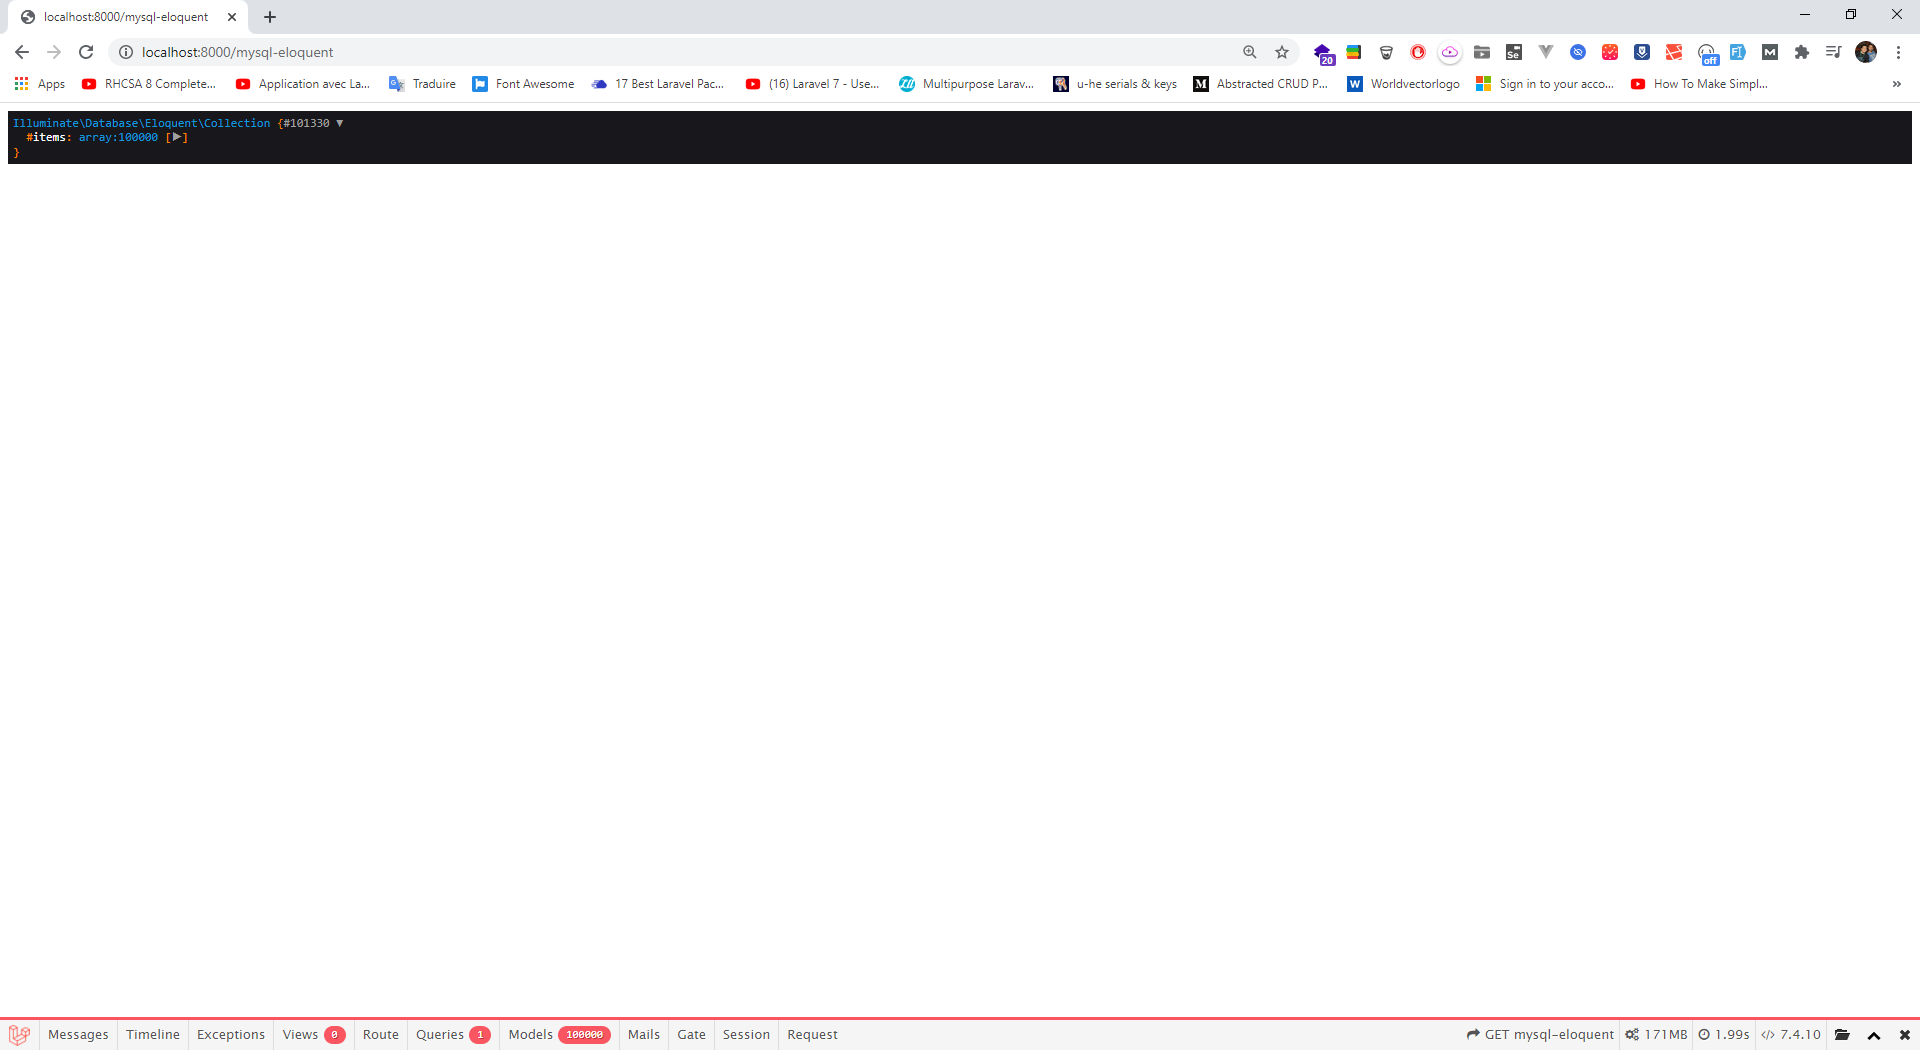 localhost:8000/mysql-eloquent
localhost:8000/mysql-eloquent
20
Se
off
Apps
RHCSA 8 Complete...
Application avec La...
Traduire
Font Awesome
17 Best Laravel Pac...
(16) Laravel 7 - Use...
Multipurpose Larav...
u-he serials & keys
Abstracted CRUD P...
Worldvectorlogo
Sign in to your acco...
How To Make Simpl...
»
Illuminate\Database\Eloquent\Collection {#101330 ▼
#items: array:100000 [▶]
}
Messages Timeline Exceptions Views 0 Route Queries 1 Models 100000 Mails Gate Session Request GET mysql-eloquent 171MB 1.99s </> 7.4.10